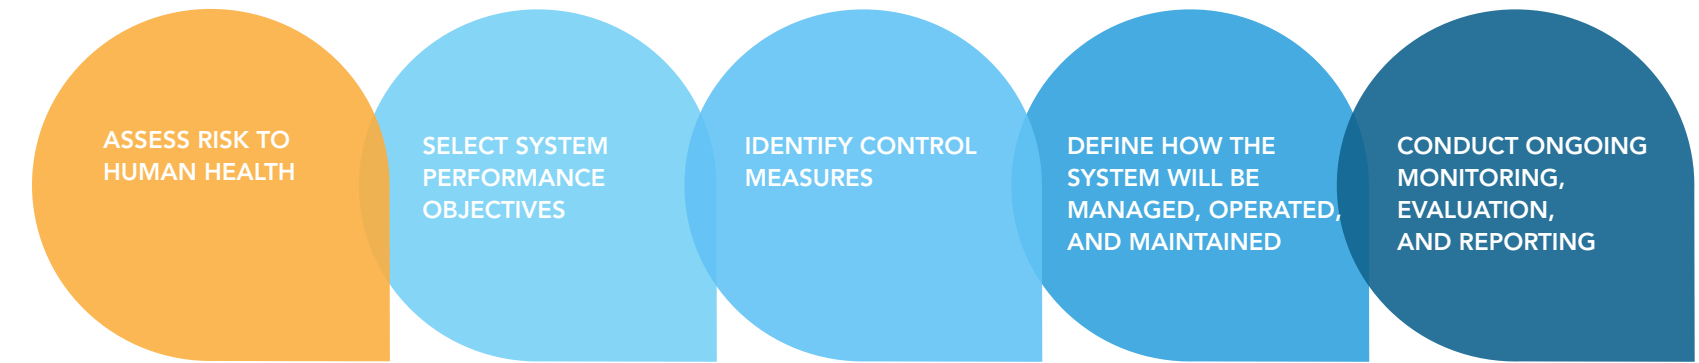 ASSESS RISK TO
HUMAN HEALTH
SELECT SYSTEM
PERFORMANCE
OBJECTIVES
IDENTIFY CONTROL
MEASURES
DEFINE HOW THE
SYSTEM WILL BE
MANAGED, OPERATED,
AND MAINTAINED
CONDUCT ONGOING
MONITORING,
EVALUATION,
AND REPORTING